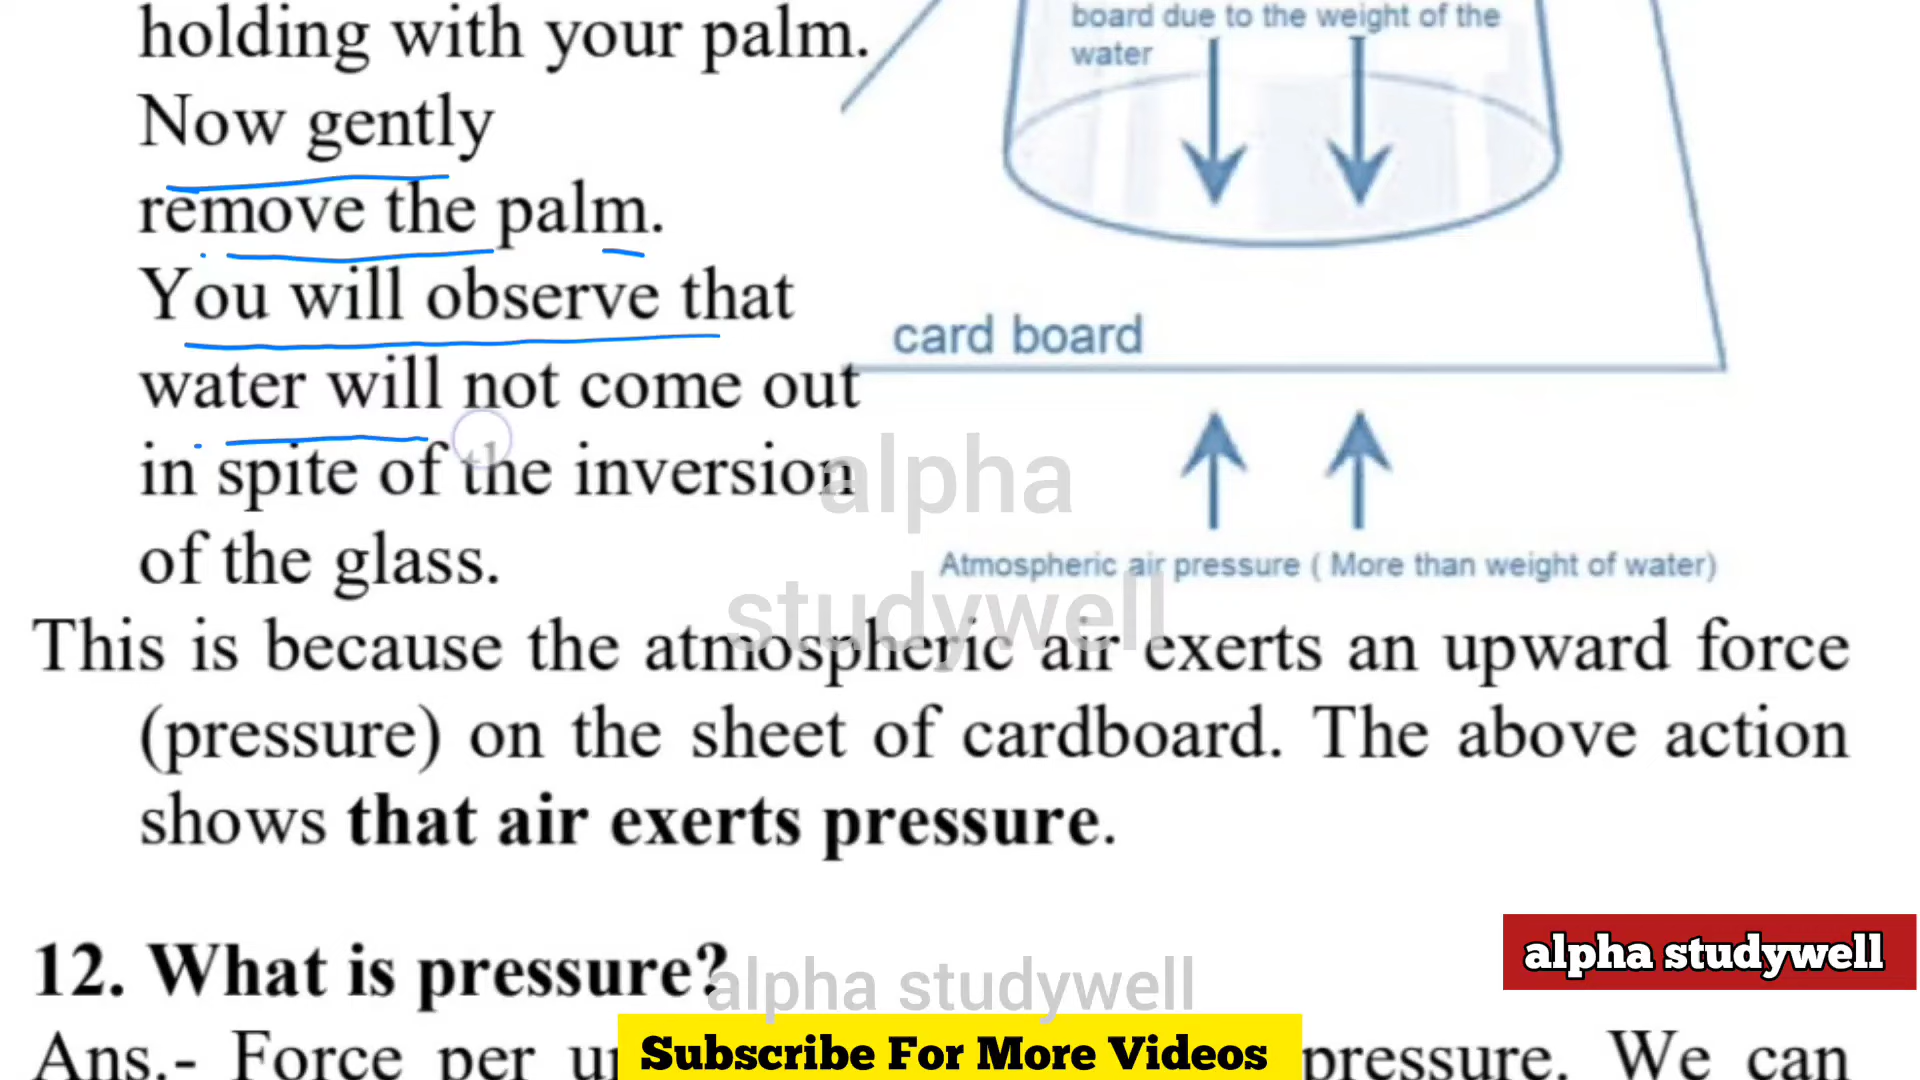 holding with your palm.
Now gently
remove the palm.
You will observe that
water will not come out
in spite of the inversion
of the glass.
board due to the weight of the
water
card board
Atmospheric air pressure ( More than weight of water)
This is because the atmospheric air exerts an upward force
(pressure) on the sheet of cardboard. The above action
shows that air exerts pressure.
12. What is pressure?
Ans.- Force per
pressure. We can
alpha
studywell
alpha studywell
alpha studywell
Subscribe For More Videos